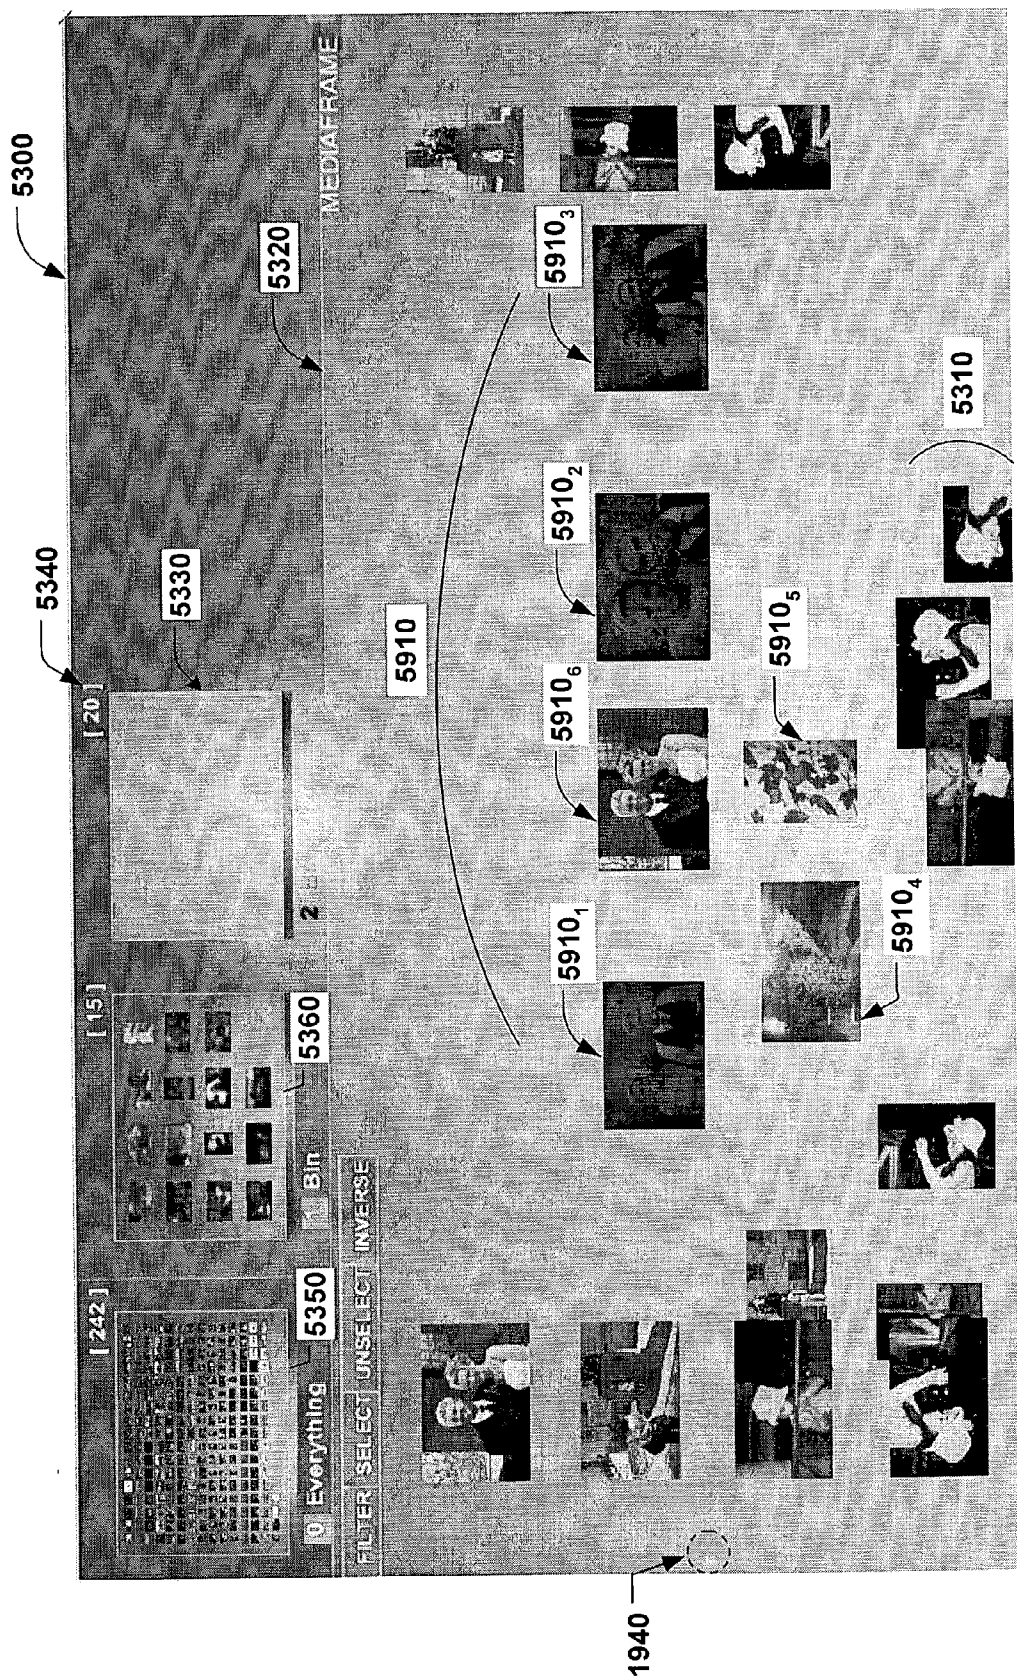 5300
5340
[ 242 ]
[ 15 ]
[ 20 ]
5330
5320
5350
5360
0 Everything
1 Bin
2
MEDIAFRAME
FILTER SELECT UNSELECT INVERSE
5910
5910₁
5910₆
5910₂
5910₃
5910₄
5910₅
5310
1940